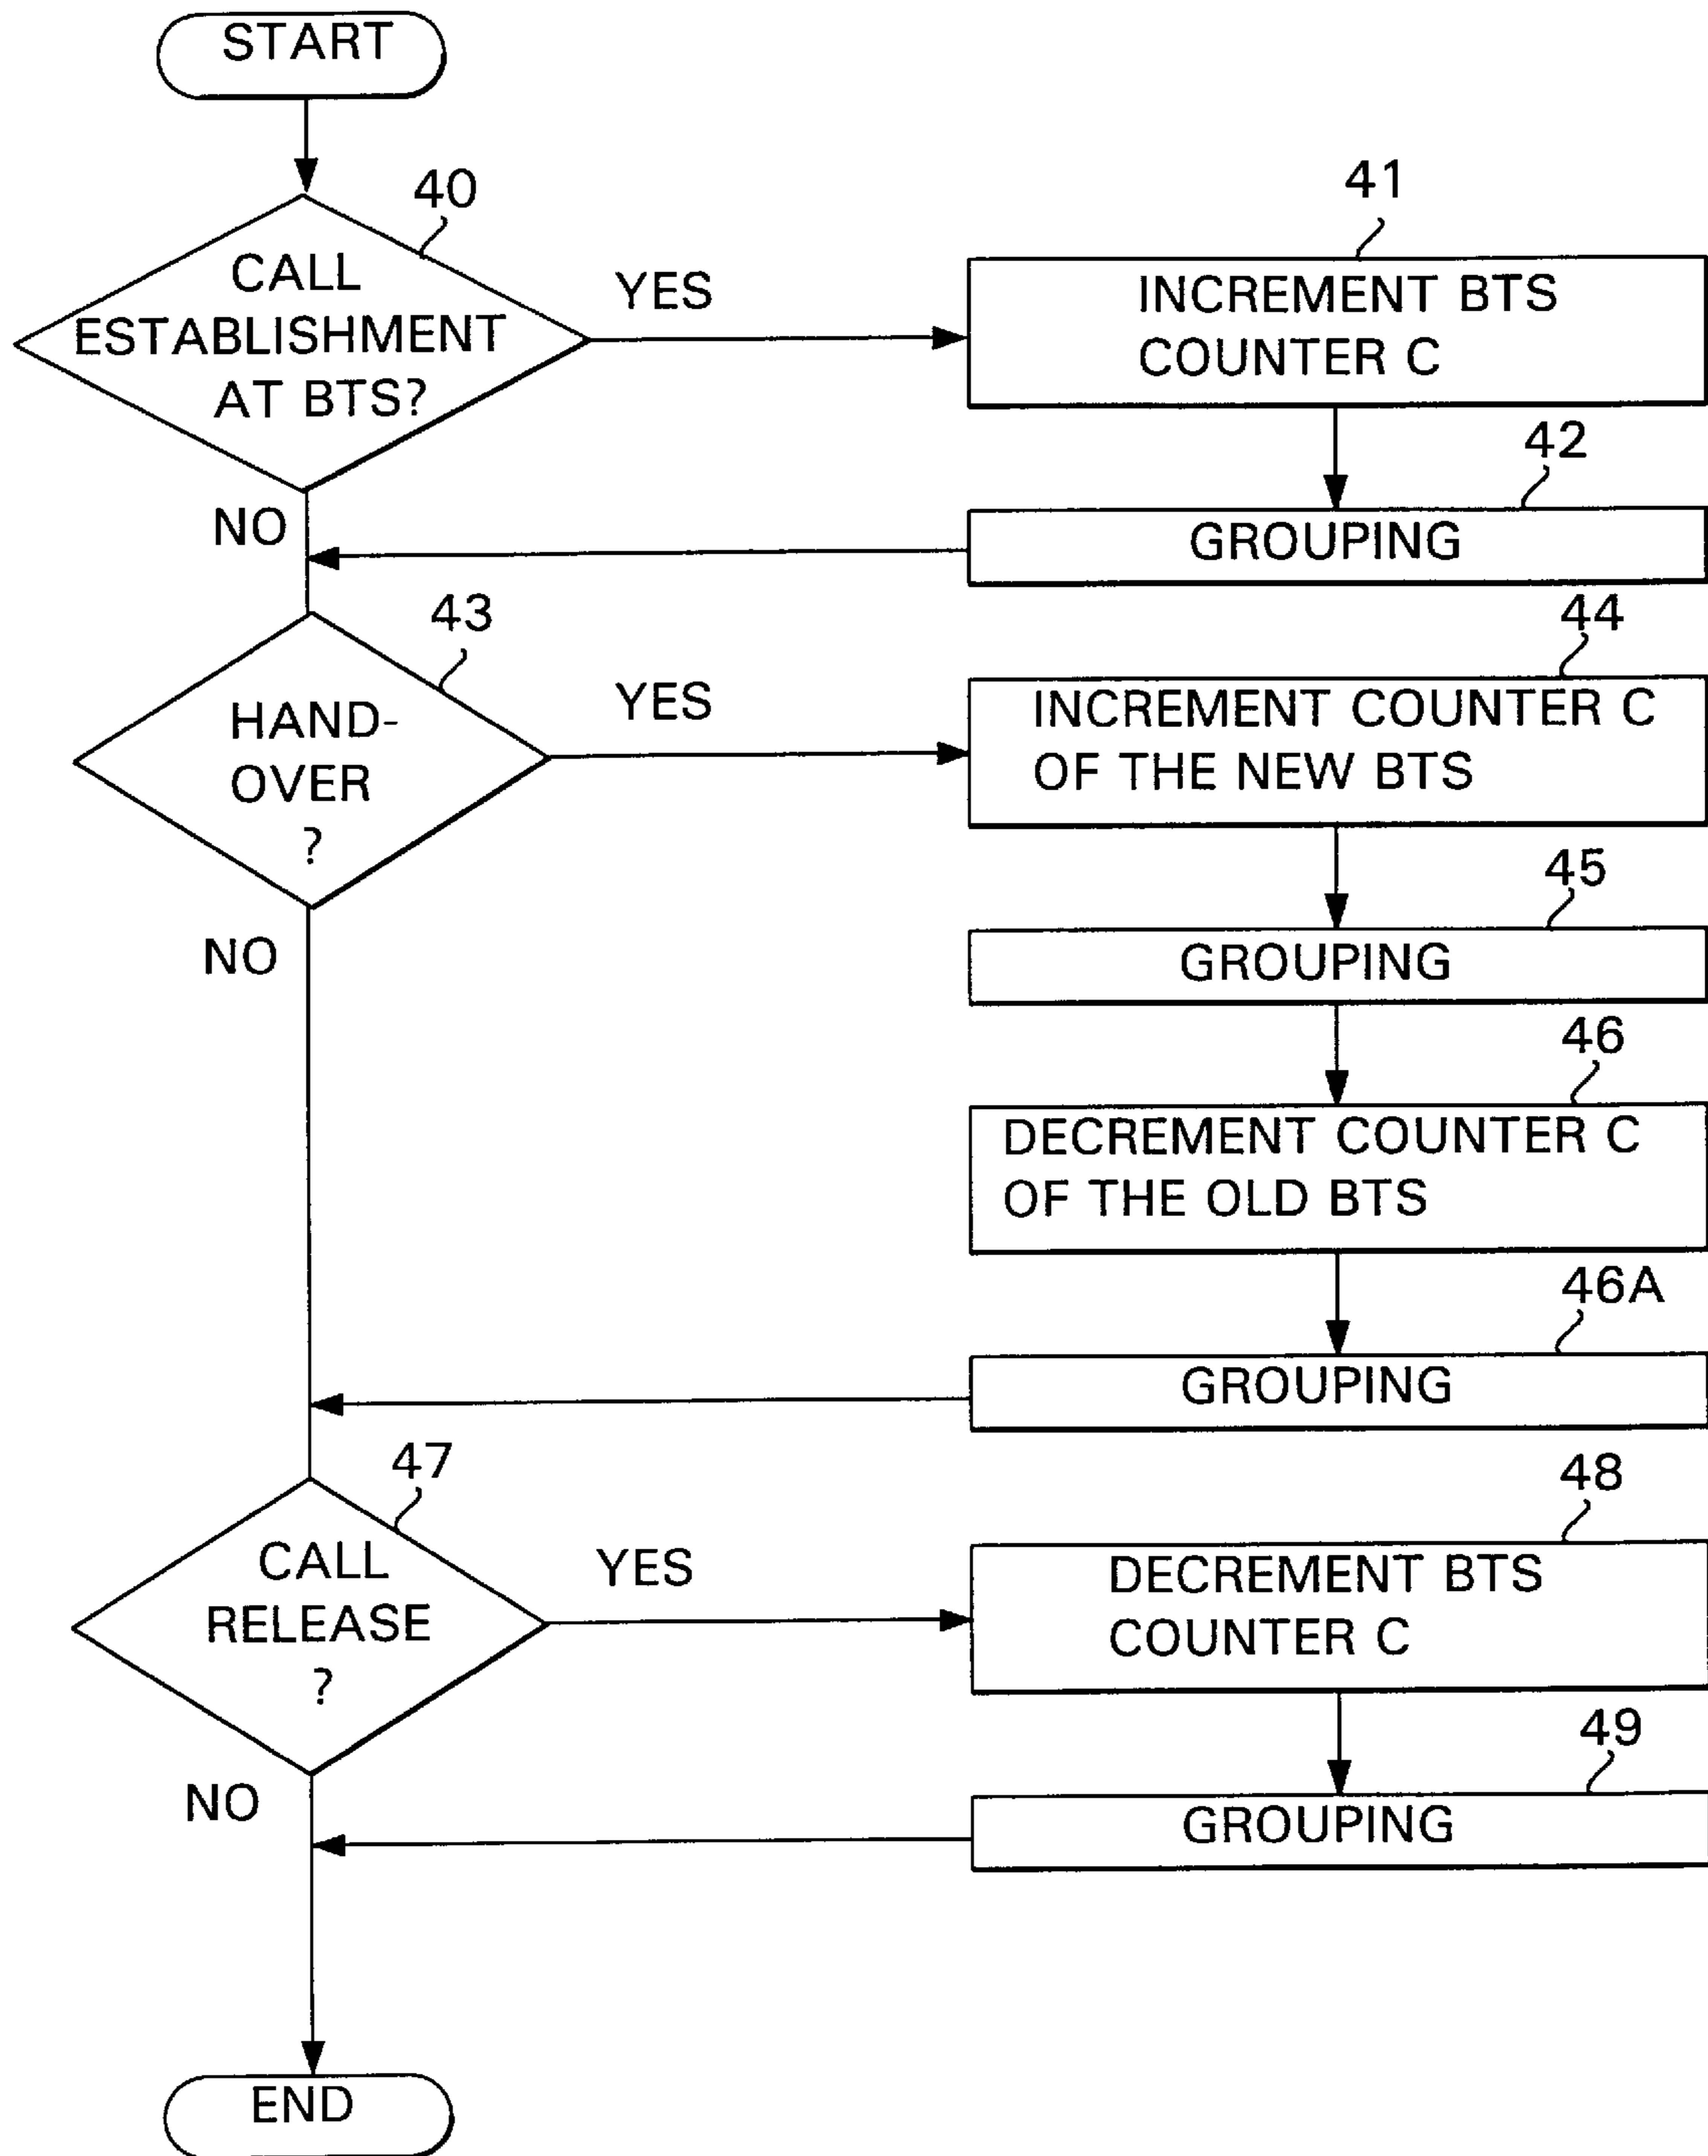 START
40
CALL
ESTABLISHMENT
AT BTS?
YES
NO
41
INCREMENT BTS
COUNTER C
42
GROUPING
43
HAND-
OVER
?
YES
NO
44
INCREMENT COUNTER C
OF THE NEW BTS
45
GROUPING
46
DECREMENT COUNTER C
OF THE OLD BTS
46A
GROUPING
47
CALL
RELEASE
?
YES
NO
48
DECREMENT BTS
COUNTER C
49
GROUPING
END